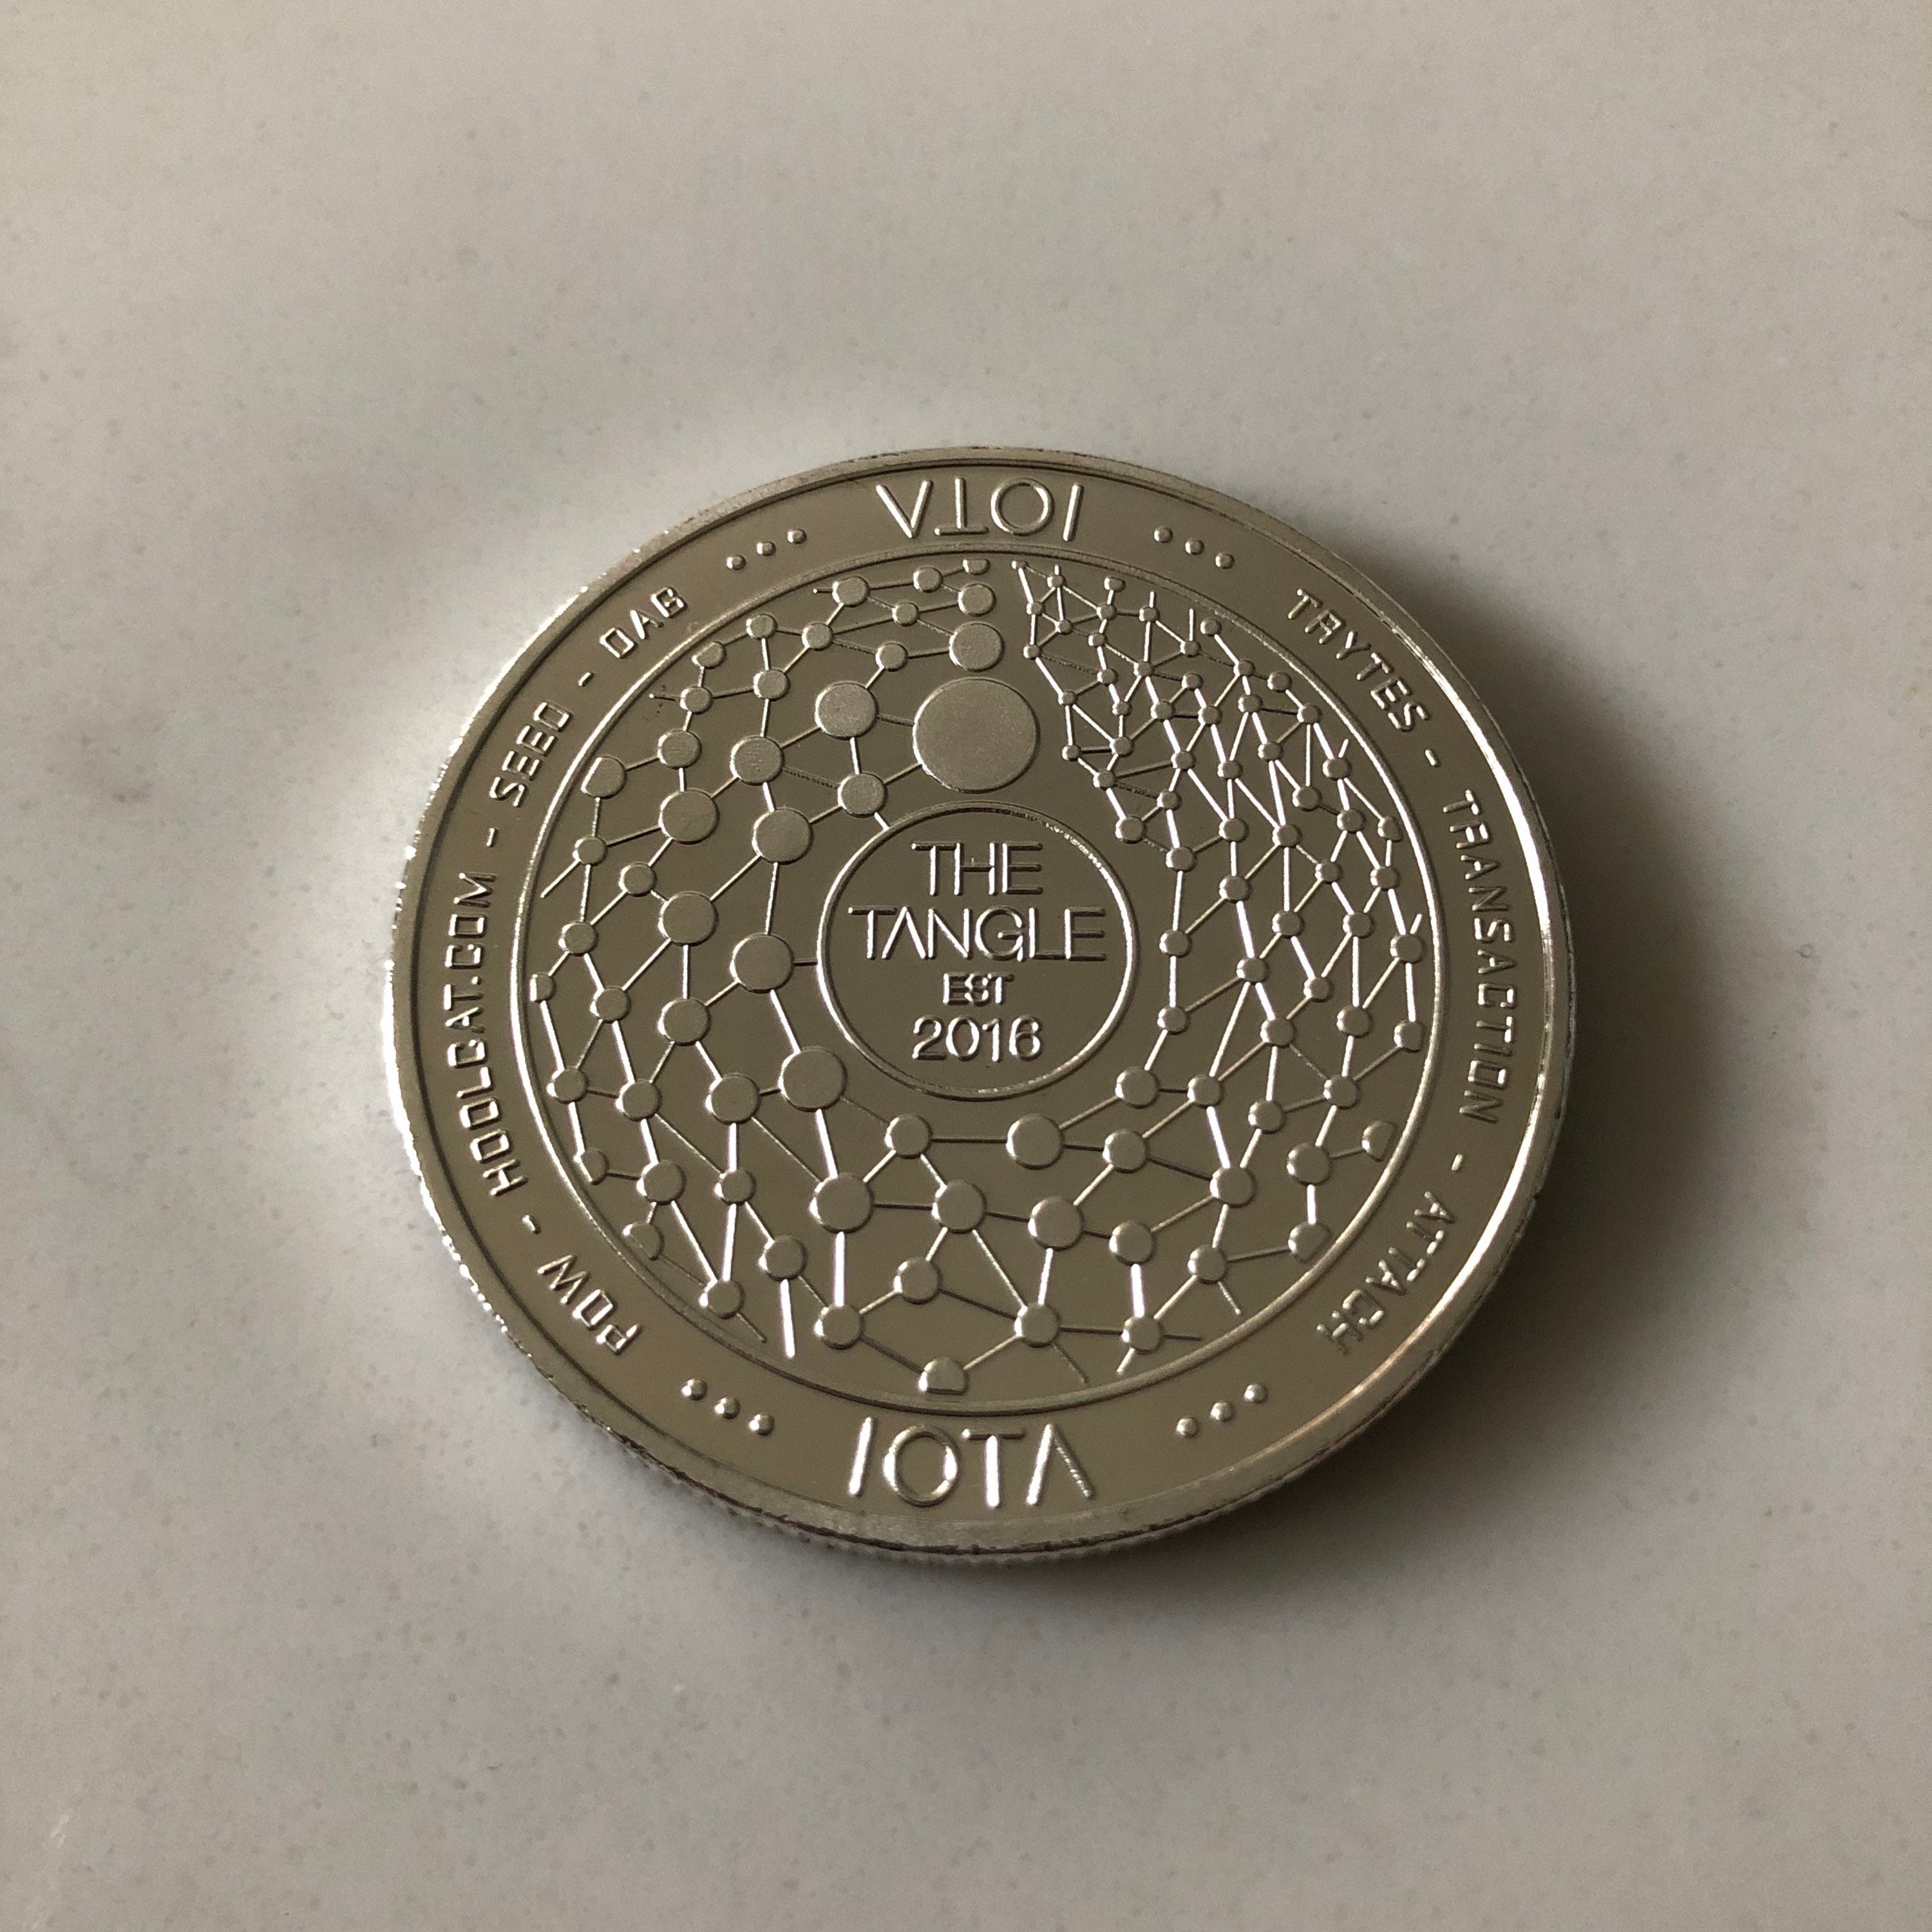 IOTA
TRYTES - TRANSACTION - ATTACH
POW - HODLCAT.COM - SEED - DAG
THE
TANGLE
EST
2016
IOTA